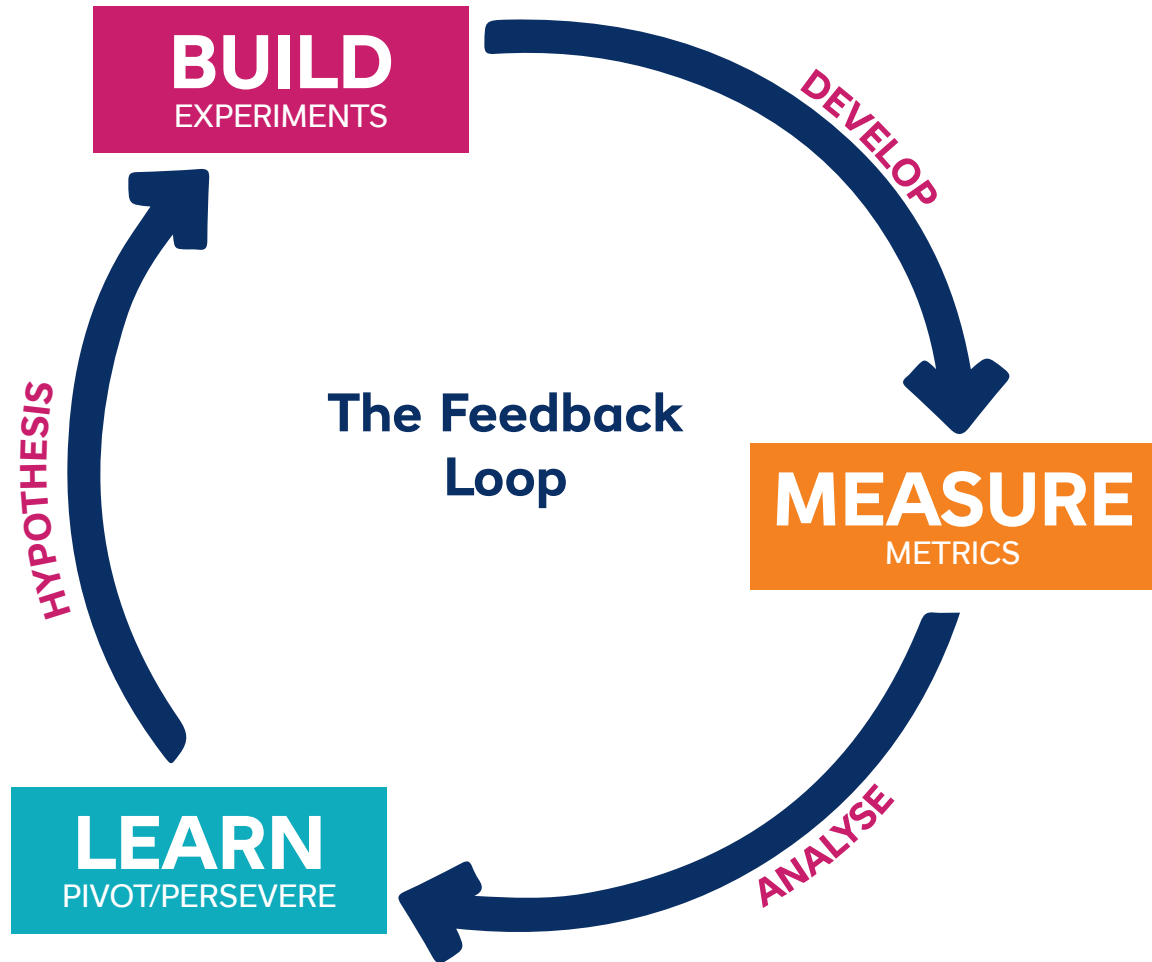 BUILD
EXPERIMENTS
DEVELOP
The Feedback
Loop
MEASURE
METRICS
ANALYSE
LEARN
PIVOT/PERSEVERE
HYPOTHESIS